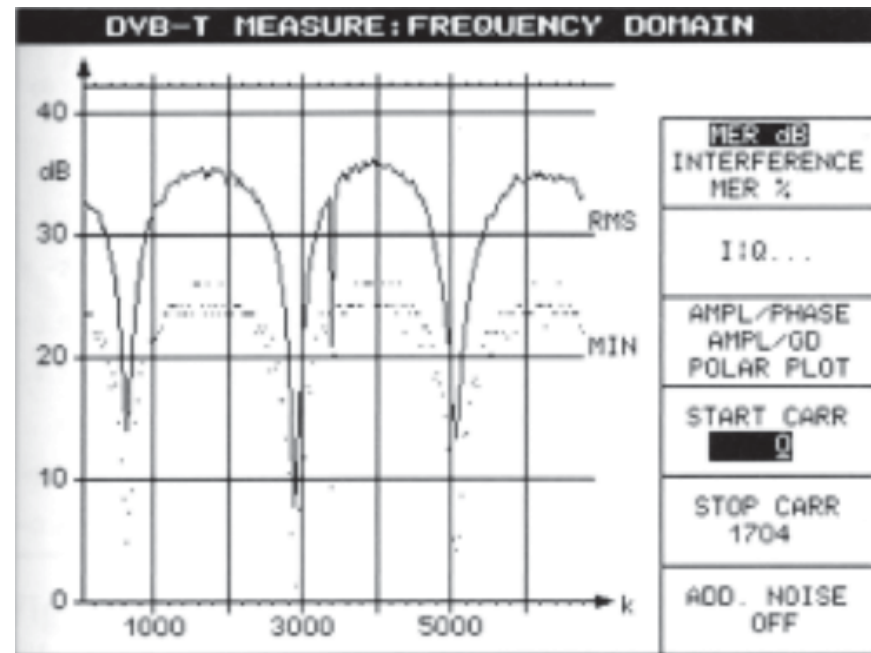 DVB-T MEASURE:FREQUENCY DOMAIN
40
dB
30
20
10
0
1000
3000
5000
k
RMS
MIN
MER dB
INTERFERENCE
MER %
I:Q...
AMPL/PHASE
AMPL/GD
POLAR PLOT
START CARR
0
STOP CARR
1704
ADD. NOISE
OFF